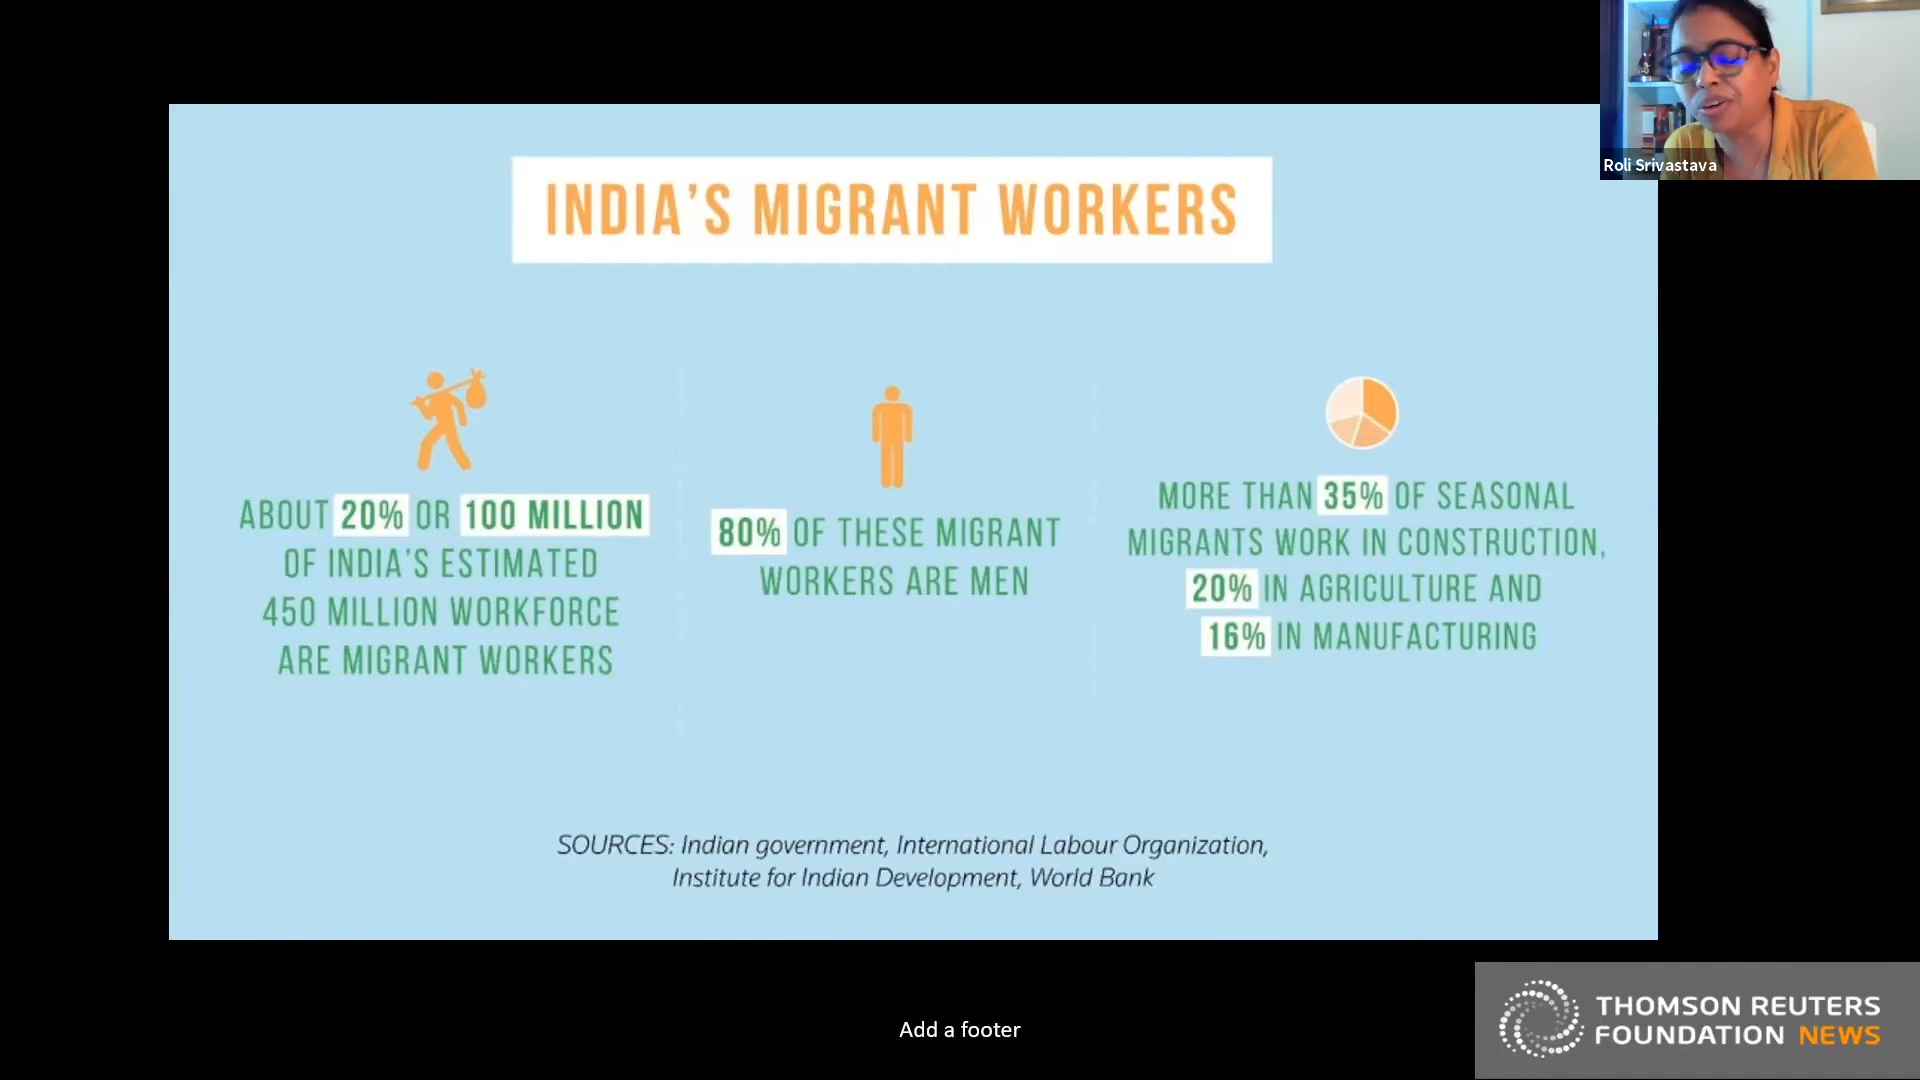 Roli Srivastava
INDIA'S MIGRANT WORKERS
ABOUT 20% OR 100 MILLION
OF INDIA'S ESTIMATED
450 MILLION WORKFORCE
ARE MIGRANT WORKERS
80% OF THESE MIGRANT
WORKERS ARE MEN
MORE THAN 35% OF SEASONAL
MIGRANTS WORK IN CONSTRUCTION,
20% IN AGRICULTURE AND
16% IN MANUFACTURING
SOURCES: Indian government, International Labour Organization,
Institute for Indian Development, World Bank
Add a footer
THOMSON REUTERS
FOUNDATION NEWS